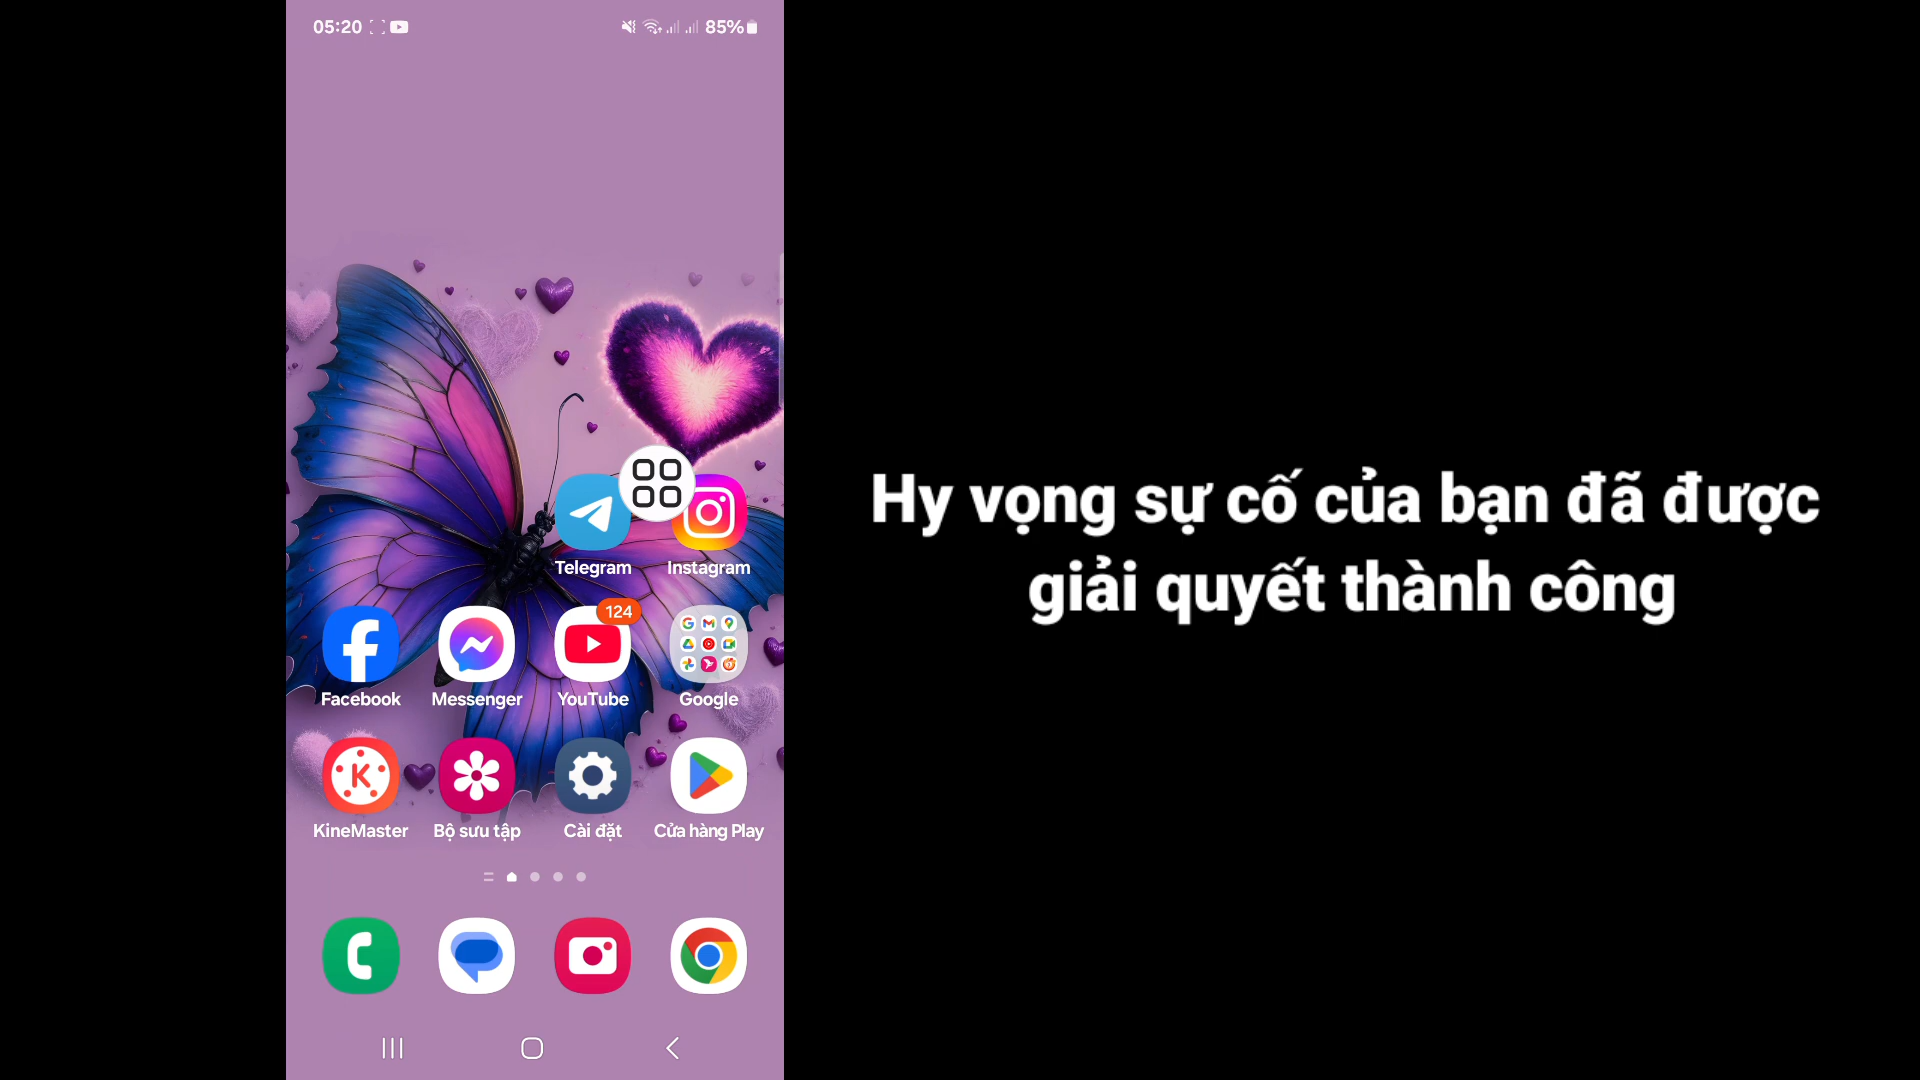 05:20
85%
Telegram
Instagram
124
Facebook
Messenger
YouTube
Google
K
KineMaster
Bộ sưu tập
Cài đặt
Cửa hàng Play
Hy vọng sự cố của bạn đã được
giải quyết thành công